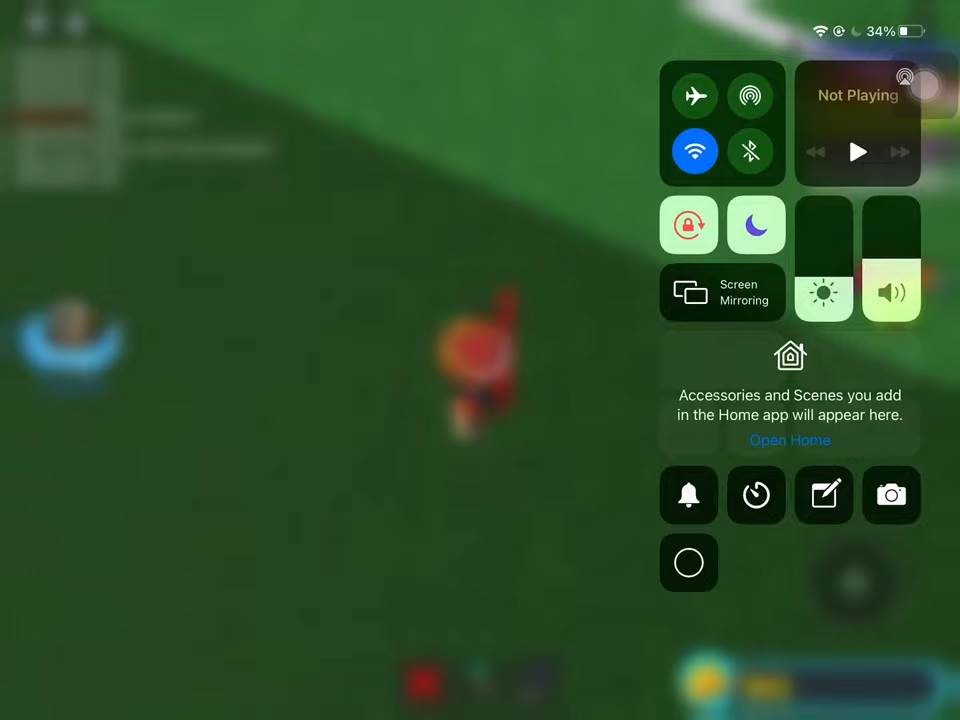 34%
Not Playing
Screen
Mirroring
Accessories and Scenes you add
in the Home app will appear here.
Open Home